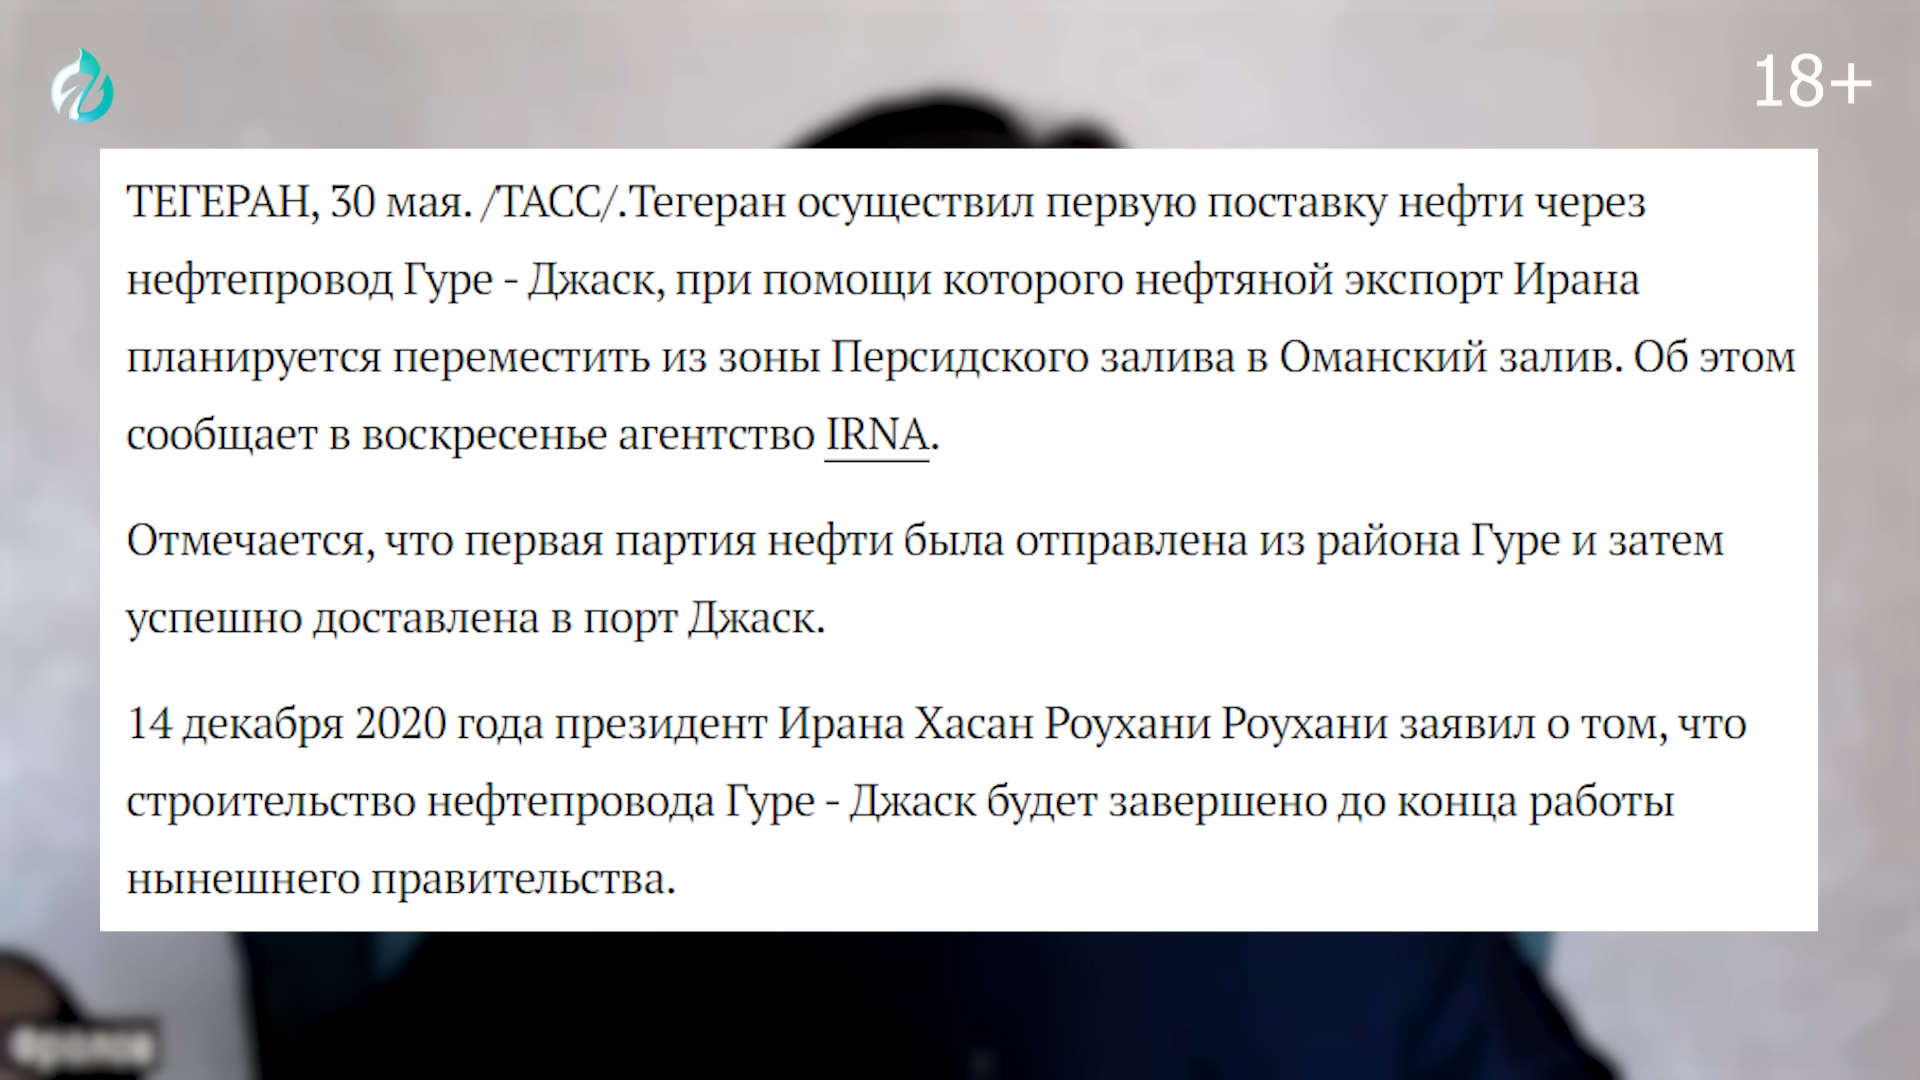 18+
ТЕГЕРАН, 30 мая. /ТАСС/.Тегеран осуществил первую поставку нефти через
нефтепровод Гуре - Джаск, при помощи которого нефтяной экспорт Ирана
планируется переместить из зоны Персидского залива в Оманский залив. Об этом
сообщает в воскресенье агентство IRNA.
Отмечается, что первая партия нефти была отправлена из района Гуре и затем
успешно доставлена в порт Джаск.
14 декабря 2020 года президент Ирана Хасан Роухани Роухани заявил о том, что
строительство нефтепровода Гуре - Джаск будет завершено до конца работы
нынешнего правительства.